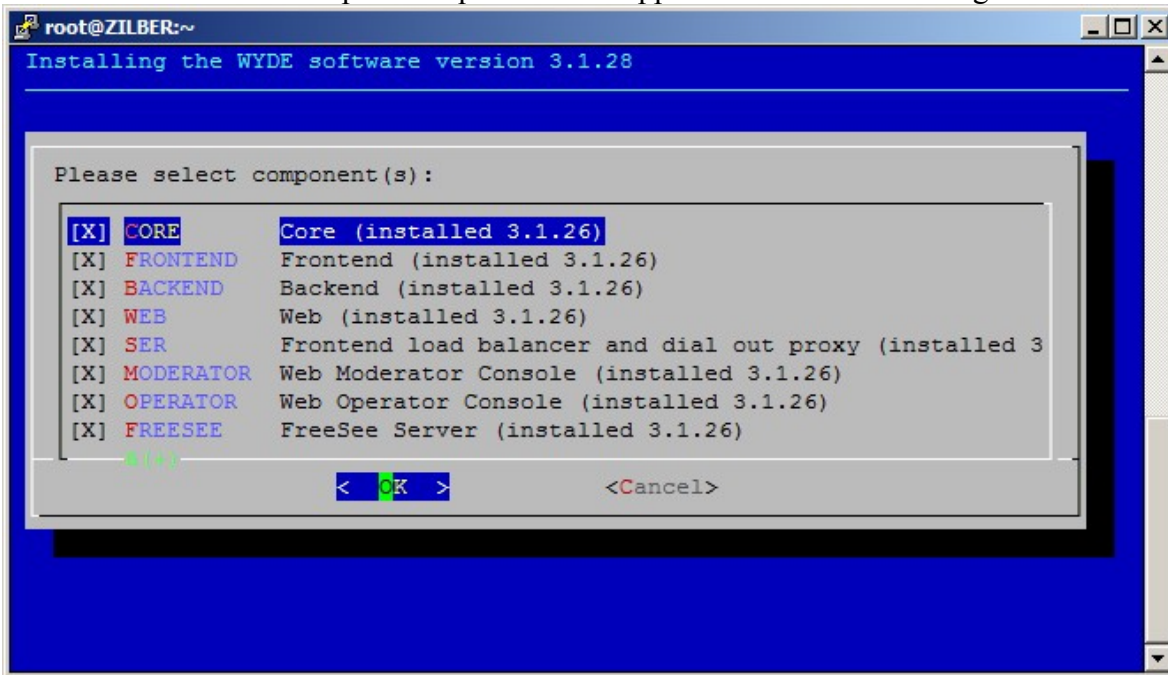 root@ZILBER:~
Installing the WYDE software version 3.1.28
Please select component(s):
[X] CORE Core (installed 3.1.26)
[X] FRONTEND Frontend (installed 3.1.26)
[X] BACKEND Backend (installed 3.1.26)
[X] WEB Web (installed 3.1.26)
[X] SER Frontend load balancer and dial out proxy (installed 3
[X] MODERATOR Web Moderator Console (installed 3.1.26)
[X] OPERATOR Web Operator Console (installed 3.1.26)
[X] FREESEE FreeSee Server (installed 3.1.26)
< OK > <Cancel>